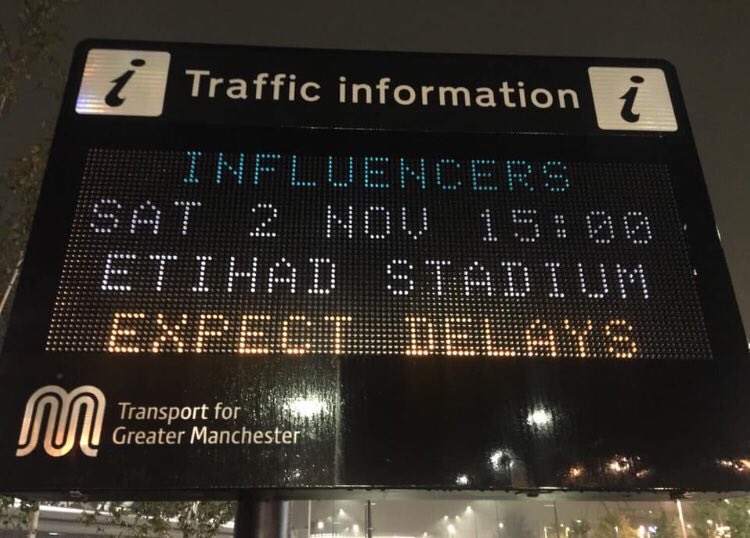 i Traffic information i
INFLUENCERS
SAT 2 NOV 15:00
ETIHAD STADIUM
EXPECT DELAYS
Transport for
Greater Manchester